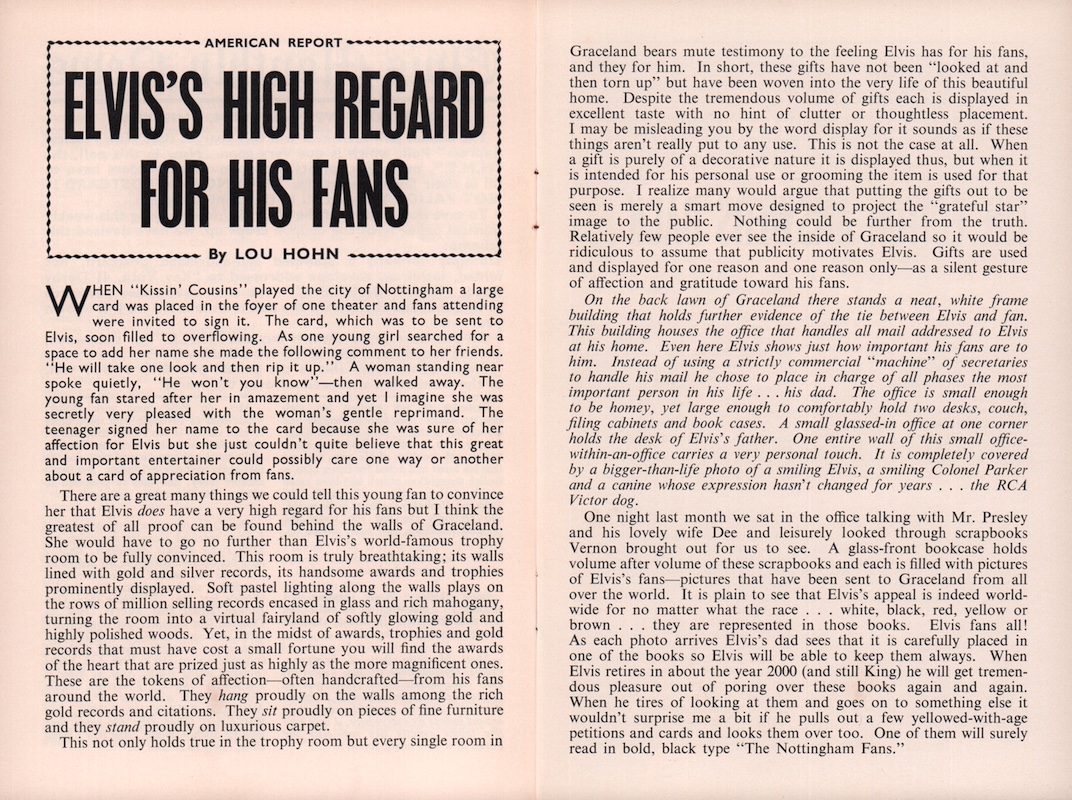 AMERICAN REPORT
ELVIS'S HIGH REGARD
FOR HIS FANS
By LOU HOHN
WHEN "Kissin' Cousins" played the city of Nottingham a large
card was placed in the foyer of one theater and fans attending
were invited to sign it. The card, which was to be sent to
Elvis, soon filled to overflowing. As one young girl searched for a
space to add her name she made the following comment to her friends.
"He will take one look and then rip it up." A woman standing near
spoke quietly, "He won't you know"—then walked away. The
young fan stared after her in amazement and yet I imagine she was
secretly very pleased with the woman's gentle reprimand. The
teenager signed her name to the card because she was sure of her
affection for Elvis but she just couldn't quite believe that this great
and important entertainer could possibly care one way or another
about a card of appreciation from fans.
There are a great many things we could tell this young fan to convince
her that Elvis does have a very high regard for his fans but I think the
greatest of all proof can be found behind the walls of Graceland.
She would have to go no further than Elvis's world-famous trophy
room to be fully convinced. This room is truly breathtaking; its walls
lined with gold and silver records, its handsome awards and trophies
prominently displayed. Soft pastel lighting along the walls plays on
the rows of million selling records encased in glass and rich mahogany,
turning the room into a virtual fairyland of softly glowing gold and
highly polished woods. Yet, in the midst of awards, trophies and gold
records that must have cost a small fortune you will find the awards
of the heart that are prized just as highly as the more magnificent ones.
These are the tokens of affection—often handcrafted—from his fans
around the world. They hang proudly on the walls among the rich
gold records and citations. They sit proudly on pieces of fine furniture
and they stand proudly on luxurious carpet.
This not only holds true in the trophy room but every single room in
Graceland bears mute testimony to the feeling Elvis has for his fans,
and they for him. In short, these gifts have not been "looked at and
then torn up" but have been woven into the very life of this beautiful
home. Despite the tremendous volume of gifts each is displayed in
excellent taste with no hint of clutter or thoughtless placement.
I may be misleading you by the word display for it sounds as if these
things aren't really put to any use. This is not the case at all. When
a gift is purely of a decorative nature it is displayed thus, but when it
is intended for his personal use or grooming the item is used for that
purpose. I realize many would argue that putting the gifts out to be
seen is merely a smart move designed to project the "grateful star"
image to the public. Nothing could be further from the truth.
Relatively few people ever see the inside of Graceland so it would be
ridiculous to assume that publicity motivates Elvis. Gifts are used
and displayed for one reason and one reason only—as a silent gesture
of affection and gratitude toward his fans.
On the back lawn of Graceland there stands a neat, white frame
building that holds further evidence of the tie between Elvis and fan.
This building houses the office that handles all mail addressed to Elvis
at his home. Even here Elvis shows just how important his fans are to
him. Instead of using a strictly commercial "machine" of secretaries
to handle his mail he chose to place in charge of all phases the most
important person in his life . . . his dad. The office is small enough
to be homey, yet large enough to comfortably hold two desks, couch,
filing cabinets and book cases. A small glassed-in office at one corner
holds the desk of Elvis's father. One entire wall of this small office-
within-an-office carries a very personal touch. It is completely covered
by a bigger-than-life photo of a smiling Elvis, a smiling Colonel Parker
and a canine whose expression hasn't changed for years . . . the RCA
Victor dog.
One night last month we sat in the office talking with Mr. Presley
and his lovely wife Dee and leisurely looked through scrapbooks
Vernon brought out for us to see. A glass-front bookcase holds
volume after volume of these scrapbooks and each is filled with pictures
of Elvis's fans—pictures that have been sent to Graceland from all
over the world. It is plain to see that Elvis's appeal is indeed world-
wide for no matter what the race . . . white, black, red, yellow or
brown . . . they are represented in those books. Elvis fans all!
As each photo arrives Elvis's dad sees that it is carefully placed in
one of the books so Elvis will be able to keep them always. When
Elvis retires in about the year 2000 (and still King) he will get tremen-
dous pleasure out of poring over these books again and again.
When he tires of looking at them and goes on to something else it
wouldn't surprise me a bit if he pulls out a few yellowed-with-age
petitions and cards and looks them over too. One of them will surely
read in bold, black type "The Nottingham Fans."